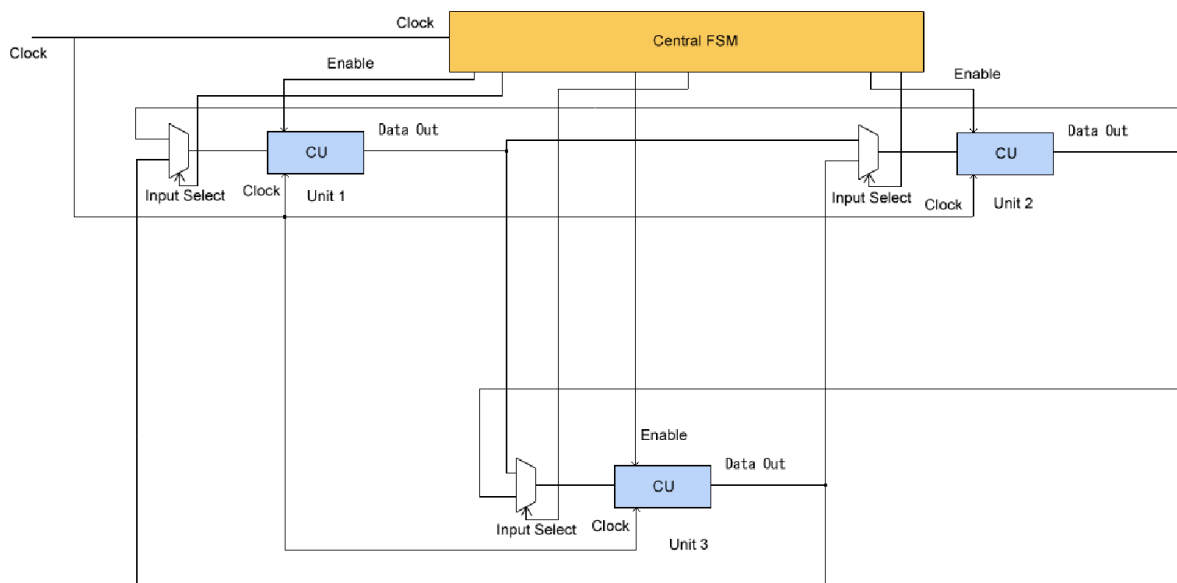 Clock
Central FSM
Clock
Enable
Enable
Data Out
Data Out
CU
CU
Input Select
Clock
Unit 1
Input Select
Clock
Unit 2
Enable
Data Out
CU
Input Select
Clock
Unit 3